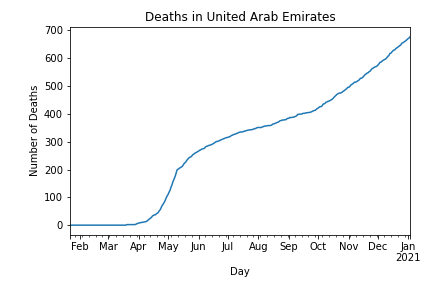 Deaths in United Arab Emirates
700
600
500
400
300
200
100
0
Number of Deaths
Feb Mar Apr May Jun Jul Aug Sep Oct Nov Dec Jan
2021
Day